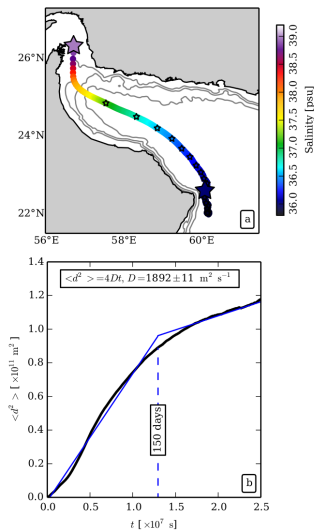 26°N
24°N
22°N
56°E
58°E
60°E
a
39.0
38.5
38.0
37.5
37.0
36.5
36.0
Salinity [psu]
1.4
1.2
1.0
0.8
0.6
0.4
0.2
0.0
<d² > [×10¹¹ m²]
<d² > =4Dt, D=1892±11 m² s⁻¹
150 days
b
0.0 0.5 1.0 1.5 2.0 2.5
t [×10⁷ s]